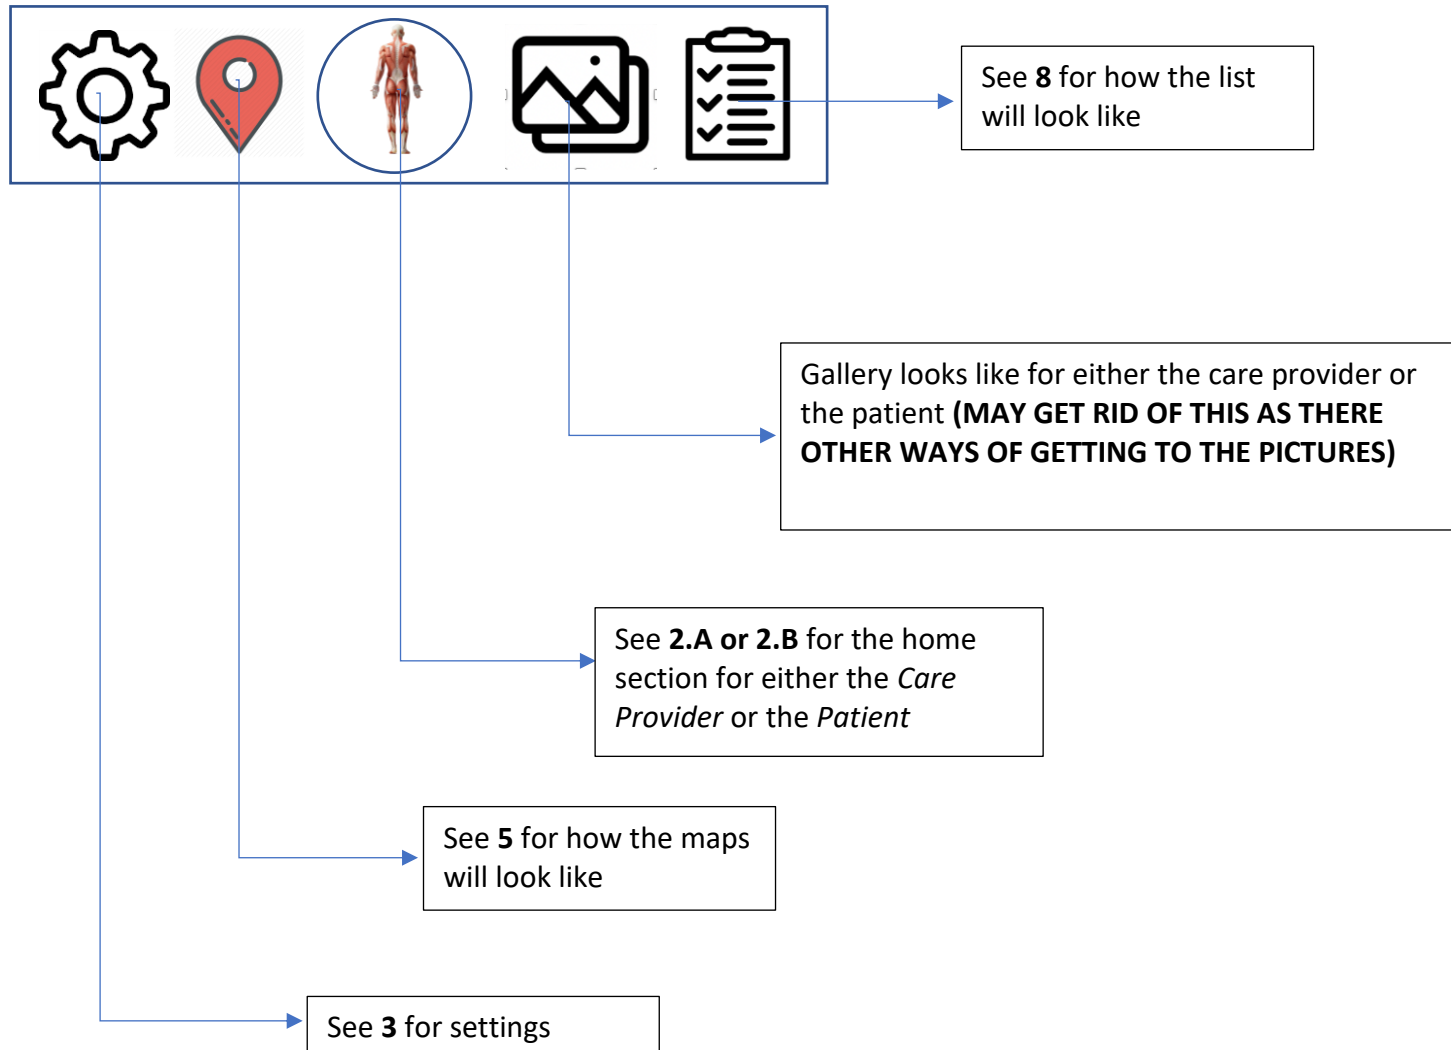 See 8 for how the list
will look like
Gallery looks like for either the care provider or
the patient (MAY GET RID OF THIS AS THERE
OTHER WAYS OF GETTING TO THE PICTURES)
See 2.A or 2.B for the home
section for either the Care
Provider or the Patient
See 5 for how the maps
will look like
See 3 for settings